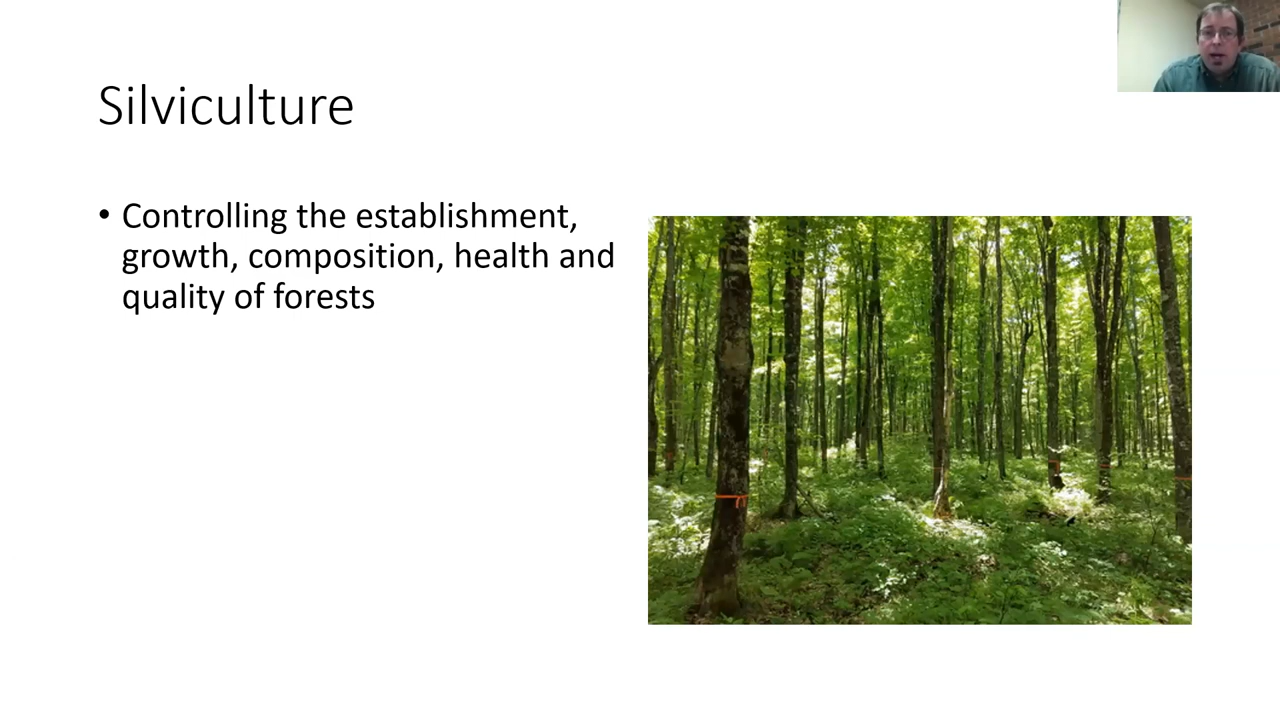 Silviculture
• Controlling the establishment,
growth, composition, health and
quality of forests